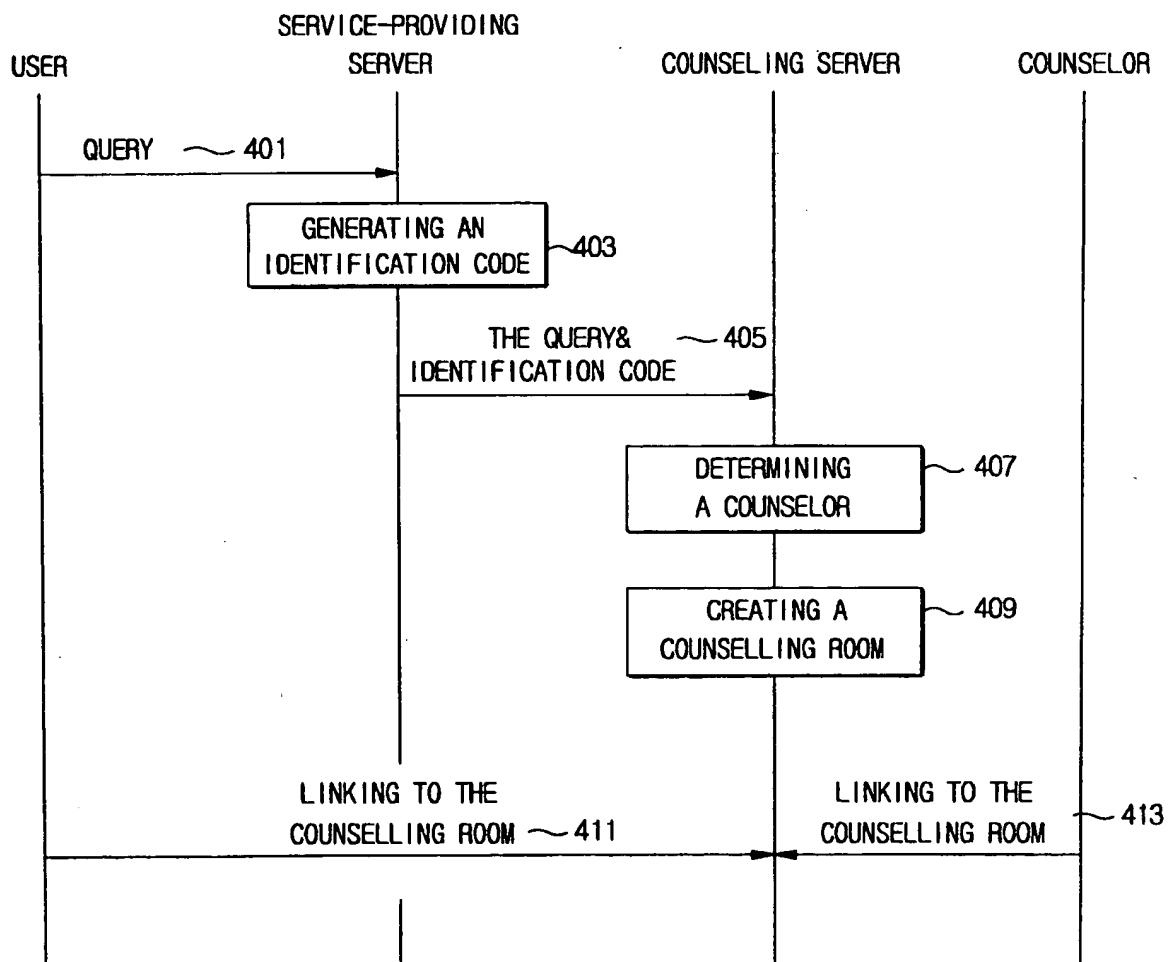 SERVICE-PROVIDING
USER SERVER COUNSELING SERVER COUNSELOR
QUERY 401
GENERATING AN
IDENTIFICATION CODE 403
THE QUERY& 405
IDENTIFICATION CODE
DETERMINING 407
A COUNSELOR
CREATING A 409
COUNSELLING ROOM
LINKING TO THE LINKING TO THE
COUNSELLING ROOM 411 COUNSELLING ROOM 413